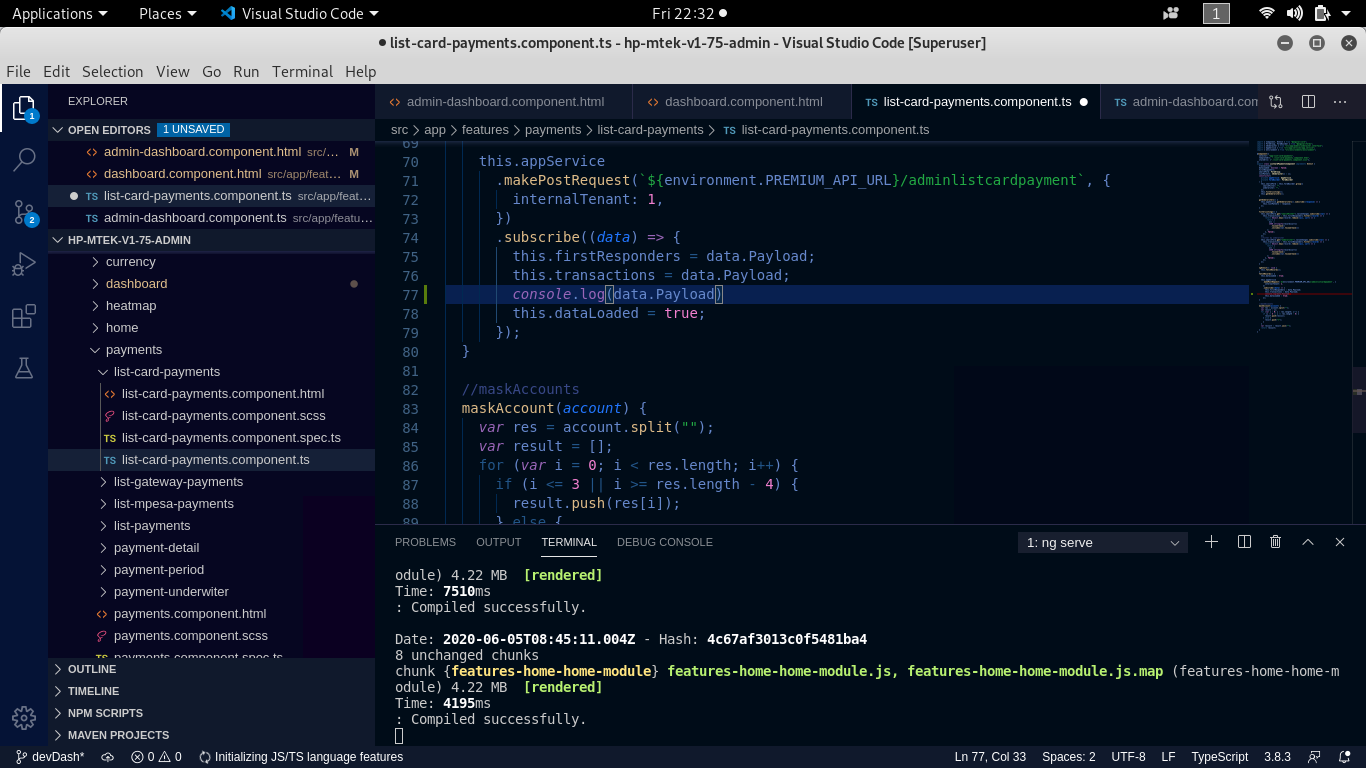 Applications Places Visual Studio Code Fri 22:32 1
list-card-payments.component.ts - hp-mtek-v1-75-admin - Visual Studio Code [Superuser]
File Edit Selection View Go Run Terminal Help
EXPLORER
OPEN EDITORS 1 UNSAVED
admin-dashboard.component.html src/... M
dashboard.component.html src/app/feat... M
TS list-card-payments.component.ts src/app/feat...
TS admin-dashboard.component.ts src/app/featu...
HP-MTEK-V1-75-ADMIN
currency
dashboard
heatmap
home
payments
list-card-payments
list-card-payments.component.html
list-card-payments.component.scss
TS list-card-payments.component.spec.ts
TS list-card-payments.component.ts
list-gateway-payments
list-mpesa-payments
list-payments
payment-detail
payment-period
payment-underwiter
payments.component.html
payments.component.scss
TS payments.component.spec.ts
OUTLINE
TIMELINE
NPM SCRIPTS
MAVEN PROJECTS
1
2
admin-dashboard.component.html dashboard.component.html TS list-card-payments.component.ts TS admin-dashboard.com
src > app > features > payments > list-card-payments > TS list-card-payments.component.ts
69
70 this.appService
71 .makePostRequest(`${environment.PREMIUM_API_URL}/adminlistcardpayment`, {
72 internalTenant: 1,
73 })
74 .subscribe((data) => {
75 this.firstResponders = data.Payload;
76 this.transactions = data.Payload;
77 console.log(data.Payload)
78 this.dataLoaded = true;
79 });
80 }
81
82 //maskAccounts
83 maskAccount(account) {
84 var res = account.split("");
85 var result = [];
86 for (var i = 0; i < res.length; i++) {
87 if (i <= 3 || i >= res.length - 4) {
88 result.push(res[i]);
89 } else {
PROBLEMS OUTPUT TERMINAL DEBUG CONSOLE 1: ng serve
odule) 4.22 MB [rendered]
Time: 7510ms
: Compiled successfully.
Date: 2020-06-05T08:45:11.004Z - Hash: 4c67af3013c0f5481ba4
8 unchanged chunks
chunk {features-home-home-module} features-home-home-module.js, features-home-home-module.js.map (features-home-home-m
odule) 4.22 MB [rendered]
Time: 4195ms
: Compiled successfully.
devDash* 0 0 Initializing JS/TS language features Ln 77, Col 33 Spaces: 2 UTF-8 LF TypeScript 3.8.3